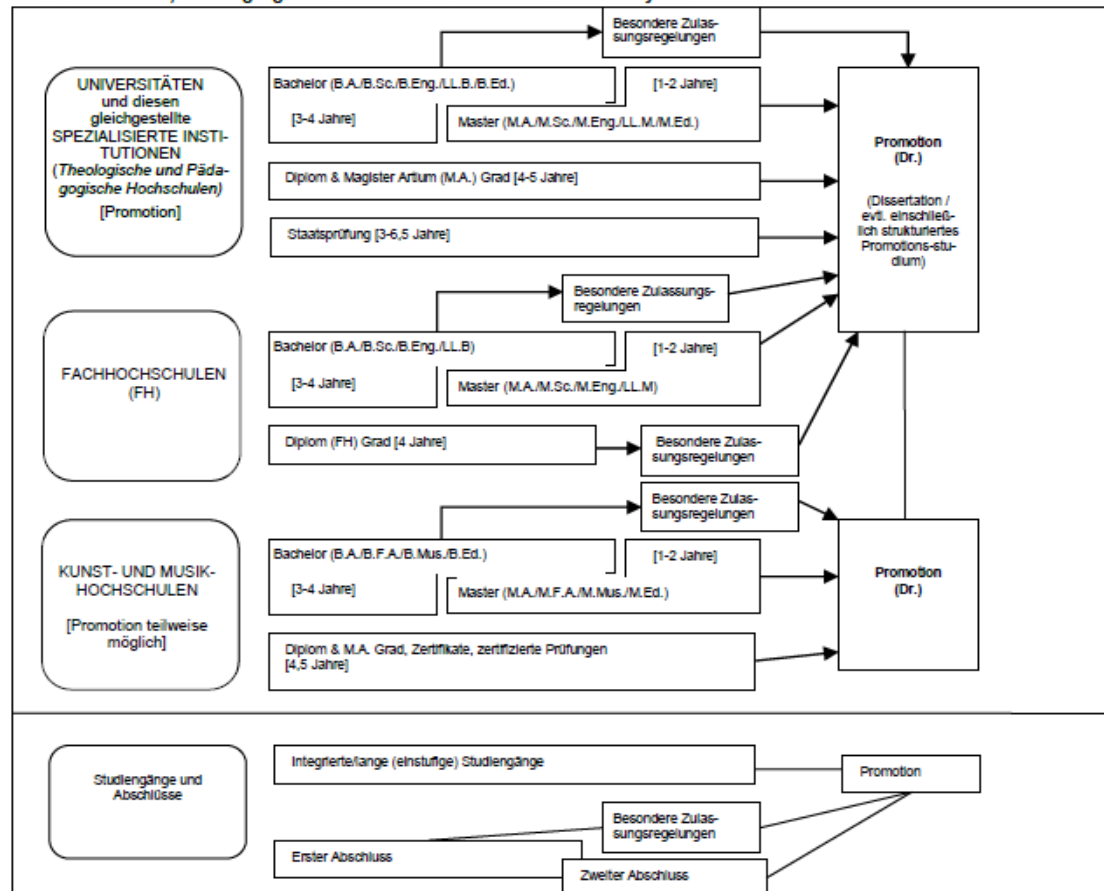 Besondere Zulas-
sungsregelungen
UNIVERSITÄTEN
und diesen
gleichgestellte
SPEZIALISIERTE INSTI-
TUTIONEN
(Theologische und Päda-
gogische Hochschulen)
[Promotion]
Bachelor (B.A./B.Sc./B.Eng./LL.B./B.Ed.)
[3-4 Jahre]
[1-2 Jahre]
Master (M.A./M.Sc./M.Eng./LL.M./M.Ed.)
Diplom & Magister Artium (M.A.) Grad [4-5 Jahre]
Staatsprüfung [3-6,5 Jahre]
Promotion
(Dr.)
(Dissertation /
evtl. einschließ-
lich strukturiertes
Promotions-stu-
dium)
Besondere Zulassungs-
regelungen
FACHHOCHSCHULEN
(FH)
Bachelor (B.A./B.Sc./B.Eng./LL.B)
[3-4 Jahre]
[1-2 Jahre]
Master (M.A./M.Sc./M.Eng./LL.M)
Diplom (FH) Grad [4 Jahre]
Besondere Zulas-
sungsregelungen
Besondere Zulas-
sungsregelungen
KUNST- UND MUSIK-
HOCHSCHULEN
[Promotion teilweise
möglich]
Bachelor (B.A./B.F.A./B.Mus./B.Ed.)
[3-4 Jahre]
[1-2 Jahre]
Master (M.A./M.F.A./M.Mus./M.Ed.)
Diplom & M.A. Grad, Zertifikate, zertifizierte Prüfungen
[4,5 Jahre]
Promotion
(Dr.)
Studiengänge und
Abschlüsse
Integrierte/lange (einstufige) Studiengänge
Promotion
Besondere Zulas-
sungsregelungen
Erster Abschluss
Zweiter Abschluss